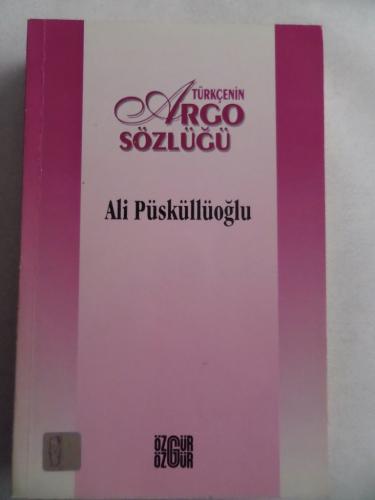 TÜRKÇENİN
ARGO
SÖZLÜĞÜ
Ali Püsküllüoğlu
ÖZGÜR
ÖZGÜR